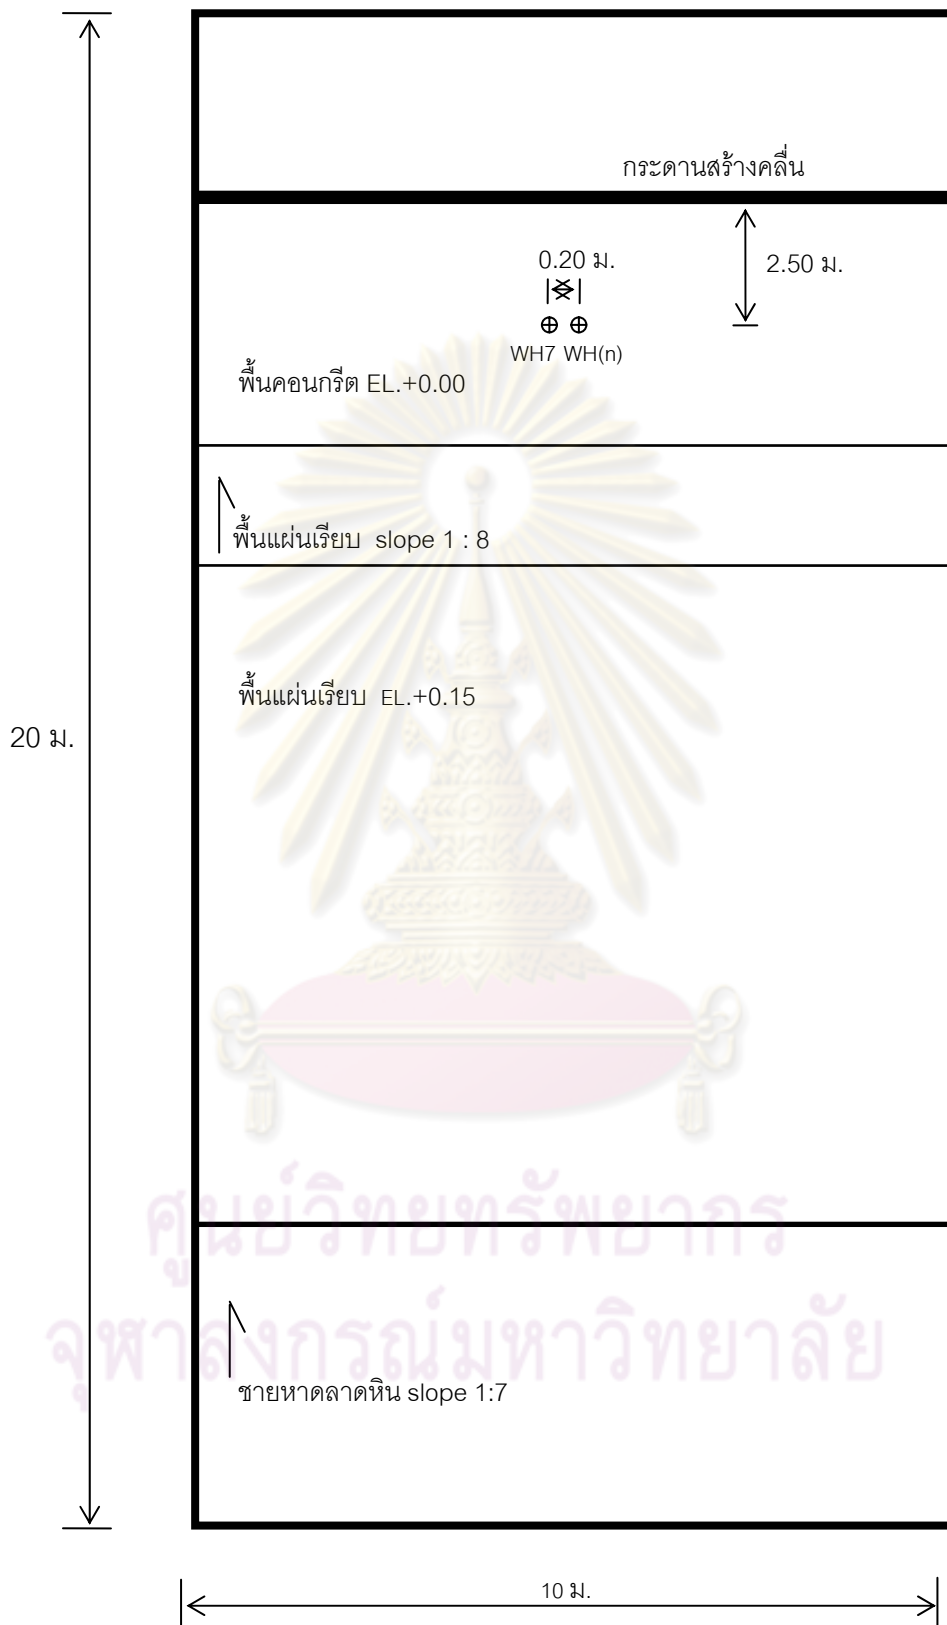 กระดานสร้างคลื่น
0.20 ม.
2.50 ม.
WH7 WH(n)
พื้นคอนกรีต EL.+0.00
พื้นแผ่นเรียบ slope 1 : 8
พื้นแผ่นเรียบ EL.+0.15
20 ม.
ศูนย์วิทยทรัพยากร
จุฬาลงกรณ์มหาวิทยาลัย
ชายหาดลาดหิน slope 1:7
10 ม.